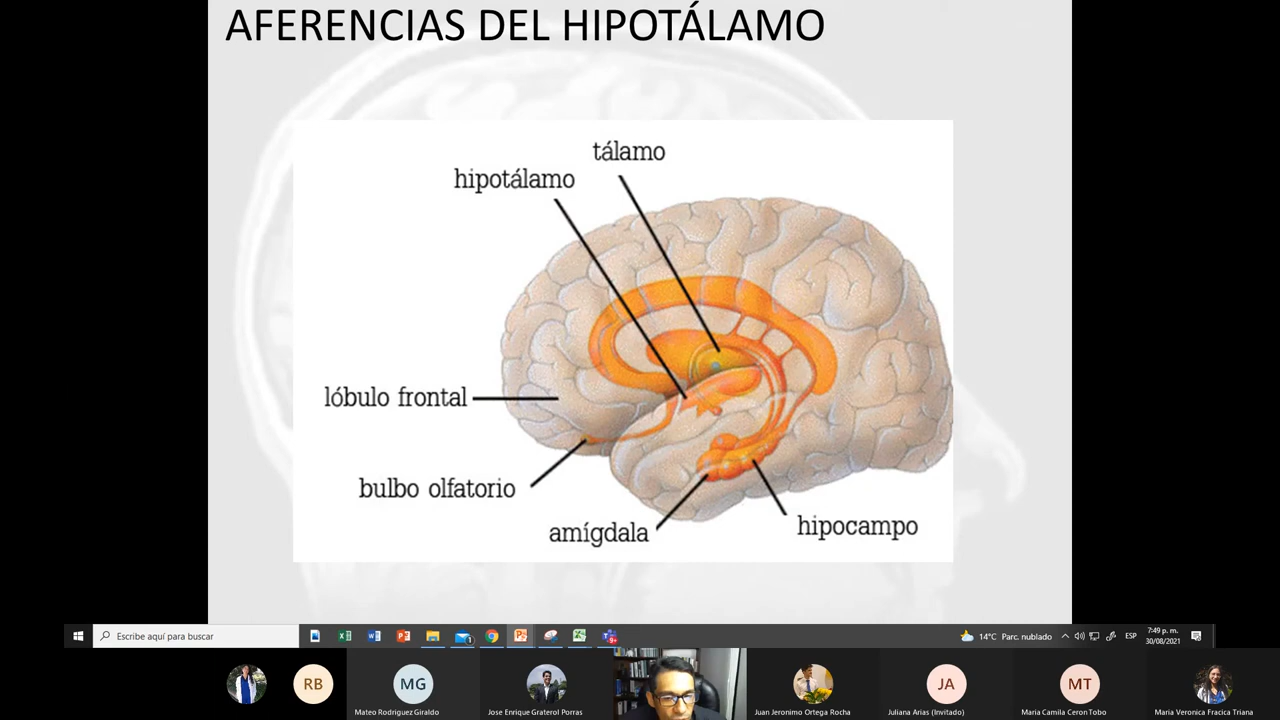 AFERENCIAS DEL HIPOTÁLAMO
tálamo
hipotálamo
lóbulo frontal
bulbo olfatorio
amígdala
hipocampo
Escribe aquí para buscar
14°C Parc. nublado
ESP
7:49 p. m.
30/08/2021
RB
MG
JA
MT
Mateo Rodriguez Giraldo
Jose Enrique Graterol Porras
Juan Jeronimo Ortega Rocha
Juliana Arias (Invitado)
Maria Camila Ceron Tobo
Maria Veronica Fracica Triana